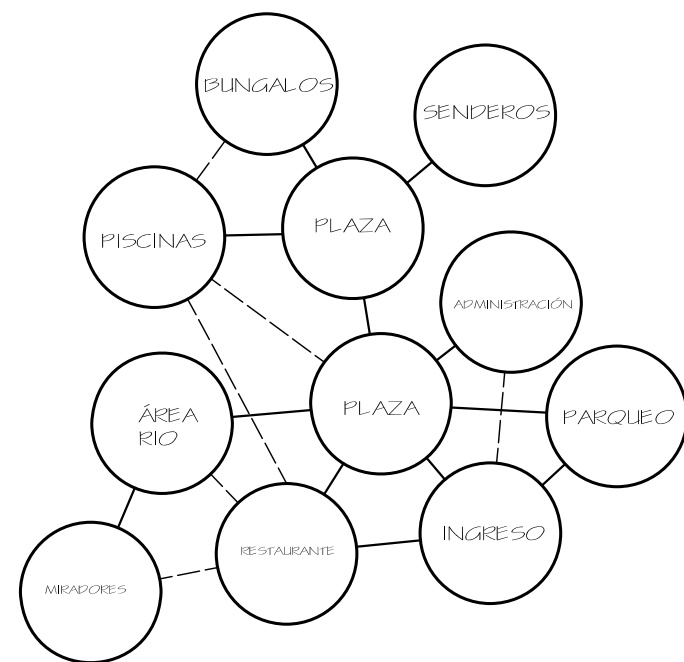 BUNGALOS
SENDEROS
PLAZA
PISCINAS
ADMINISTRACIÓN
PLAZA
ÁREA
RIO
PARQUEO
INGRESO
RESTAURANTE
MIRADORES